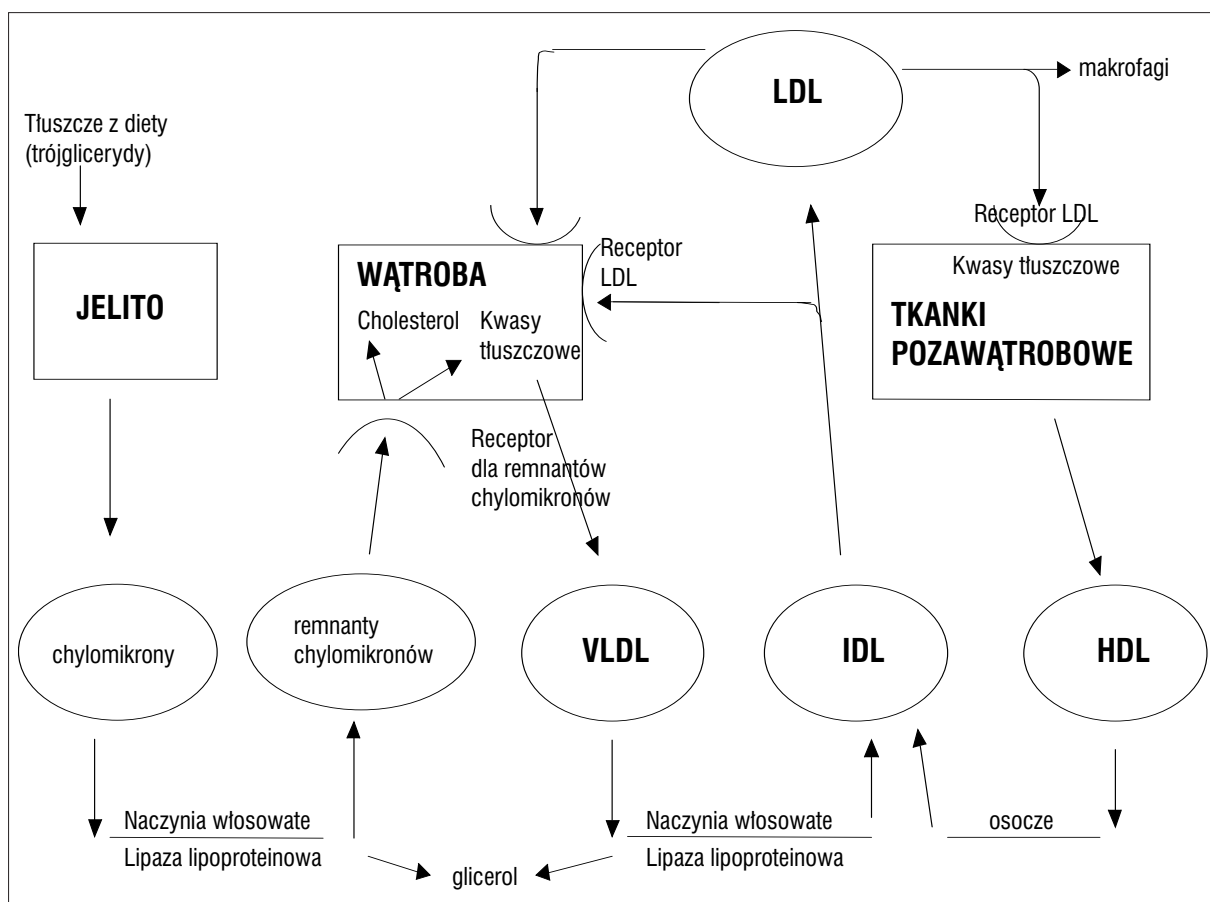 LDL
makrofagi
Tłuszcze z diety
(trójglicerydy)
JELITO
WĄTROBA
Cholesterol
Kwasy
tłuszczowe
Receptor
LDL
Receptor LDL
Kwasy tłuszczowe
TKANKI
POZAWĄTROBOWE
Receptor
dla remnantów
chylomikronów
chylomikrony
remnanty
chylomikronów
VLDL
IDL
HDL
Naczynia włosowate
Lipaza lipoproteinowa
glicerol
Naczynia włosowate
Lipaza lipoproteinowa
osocze